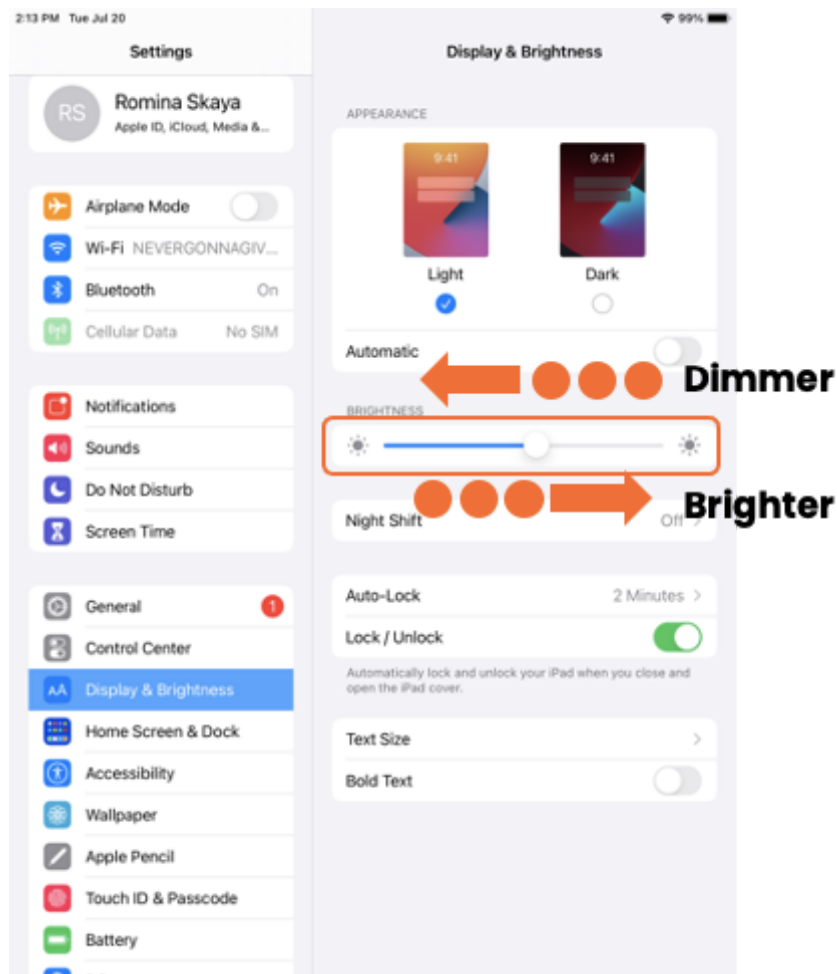 2:13 PM Tue Jul 20
99%
Settings
RS
Romina Skaya
Apple ID, iCloud, Media &...
Airplane Mode
Wi-Fi NEVERGONNAGIV...
Bluetooth On
Cellular Data No SIM
Notifications
Sounds
Do Not Disturb
Screen Time
General 1
Control Center
AA Display & Brightness
Home Screen & Dock
Accessibility
Wallpaper
Apple Pencil
Touch ID & Passcode
Battery
Display & Brightness
APPEARANCE
9:41 9:41
Light Dark
Automatic
Dimmer
BRIGHTNESS
Brighter
Night Shift Off
Auto-Lock 2 Minutes
Lock / Unlock
Automatically lock and unlock your iPad when you close and
open the iPad cover.
Text Size
Bold Text